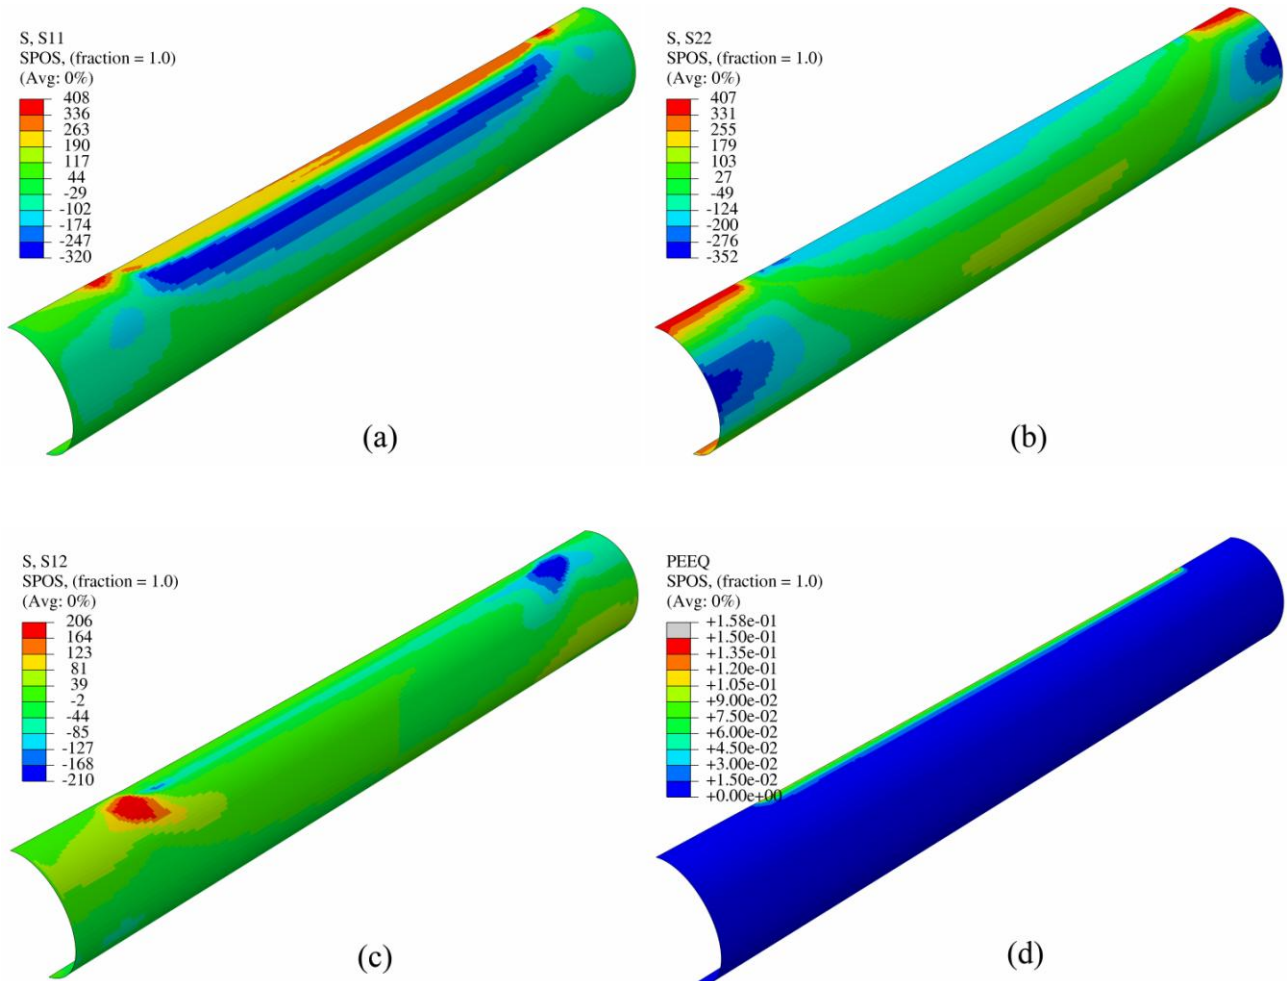 S, S11
SPOS, (fraction = 1.0)
(Avg: 0%)
408
336
263
190
117
44
-29
-102
-174
-247
-320
(a)
S, S22
SPOS, (fraction = 1.0)
(Avg: 0%)
407
331
255
179
103
27
-49
-124
-200
-276
-352
(b)
S, S12
SPOS, (fraction = 1.0)
(Avg: 0%)
206
164
123
81
39
-2
-44
-85
-127
-168
-210
(c)
PEEQ
SPOS, (fraction = 1.0)
(Avg: 0%)
+1.58e-01
+1.50e-01
+1.35e-01
+1.20e-01
+1.05e-01
+9.00e-02
+7.50e-02
+6.00e-02
+4.50e-02
+3.00e-02
+1.50e-02
+0.00e+00
(d)